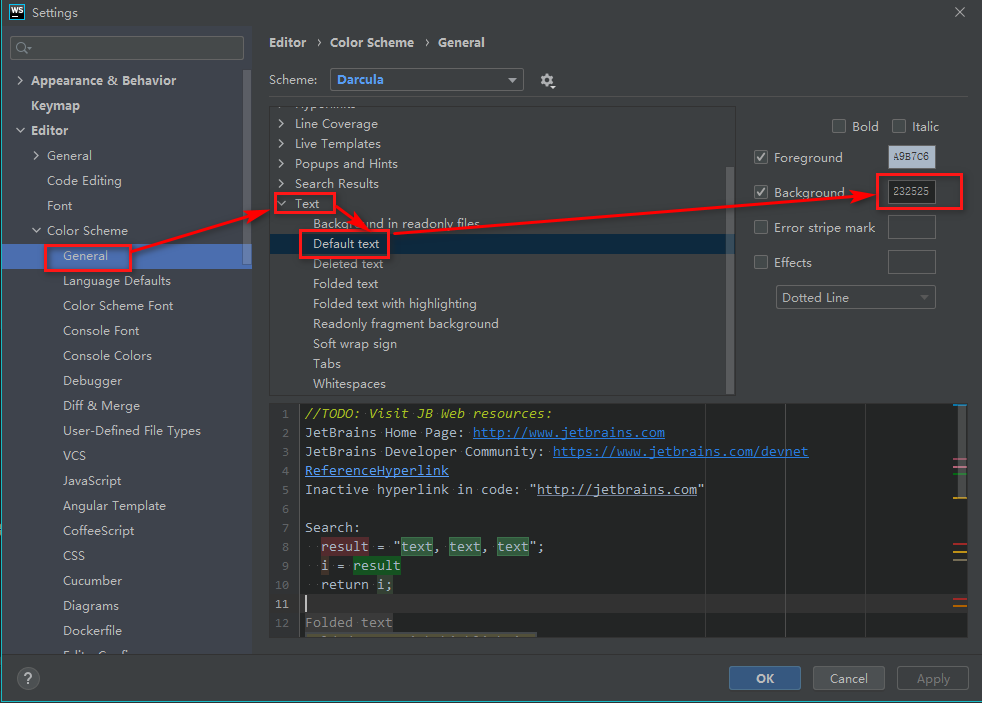 WS Settings
Editor › Color Scheme › General
Scheme: Darcula
Appearance & Behavior
Keymap
Editor
General
Code Editing
Font
Color Scheme
General
Language Defaults
Color Scheme Font
Console Font
Console Colors
Debugger
Diff & Merge
User-Defined File Types
VCS
JavaScript
Angular Template
CoffeeScript
CSS
Cucumber
Diagrams
Dockerfile
Line Coverage
Live Templates
Popups and Hints
Search Results
Text
Background in readonly files
Default text
Deleted text
Folded text
Folded text with highlighting
Readonly fragment background
Soft wrap sign
Tabs
Whitespaces
Bold Italic
Foreground A9B7C6
Background 232525
Error stripe mark
Effects
Dotted Line
1 //TODO: Visit JB Web resources:
2 JetBrains Home Page: http://www.jetbrains.com
3 JetBrains Developer Community: https://www.jetbrains.com/devnet
4 ReferenceHyperlink
5 Inactive hyperlink in code: "http://jetbrains.com"
6
7 Search:
8 result = "text, text, text";
9 i = result
10 return i;
11
12 Folded text
? OK Cancel Apply